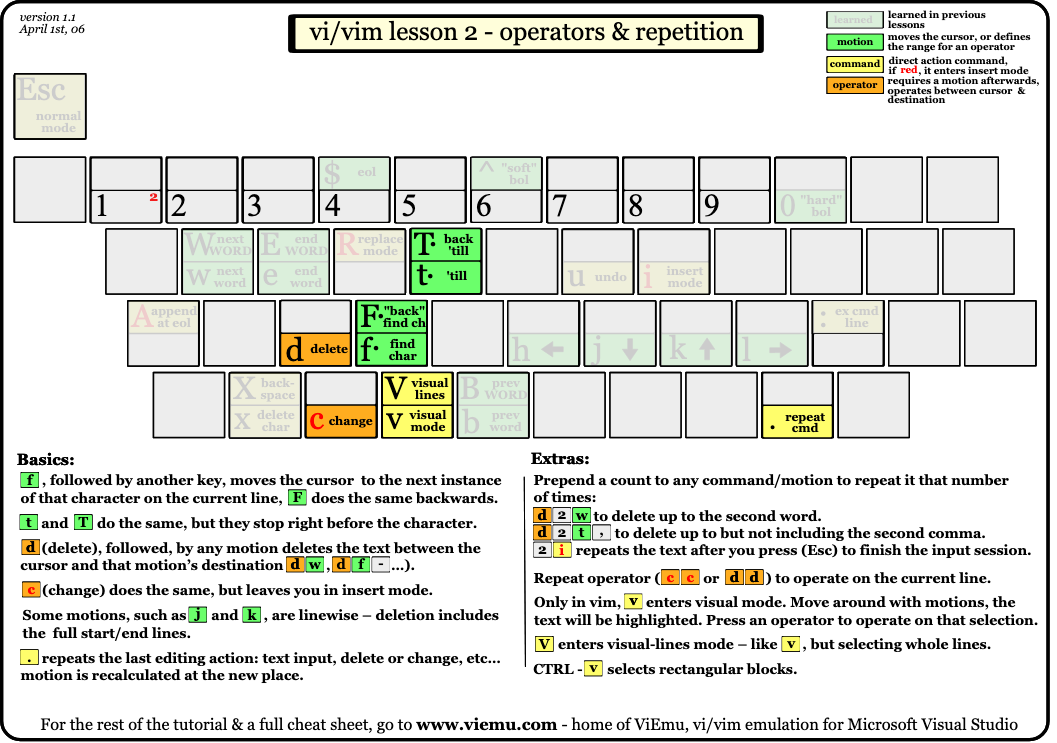 version 1.1
April 1st, 06
vi/vim lesson 2 - operators & repetition
learned learned in previous lessons
motion moves the cursor, or defines the range for an operator
command direct action command, if red, it enters insert mode
operator requires a motion afterwards, operates between cursor & destination
Esc
normal
mode
$ eol
^ "soft" bol
1 2
2
3
4
5
6
7
8
9
0 "hard" bol
W next WORD
E end WORD
R replace mode
T· back 'till
w next word
e end word
t· 'till
u undo
i insert mode
A append at eol
F· "back" find ch
: ex cmd line
d delete
f· find char
h ←
j ↓
k ↑
l →
X back-space
V visual lines
B prev WORD
x delete char
c change
v visual mode
b prev word
. repeat cmd
Basics:
f , followed by another key, moves the cursor to the next instance
of that character on the current line, F does the same backwards.
t and T do the same, but they stop right before the character.
d (delete), followed, by any motion deletes the text between the
cursor and that motion's destination d w , d f - ...).
c (change) does the same, but leaves you in insert mode.
Some motions, such as j and k , are linewise – deletion includes
the full start/end lines.
. repeats the last editing action: text input, delete or change, etc...
motion is recalculated at the new place.
Extras:
Prepend a count to any command/motion to repeat it that number
of times:
d 2 w to delete up to the second word.
d 2 t , to delete up to but not including the second comma.
2 i repeats the text after you press (Esc) to finish the input session.
Repeat operator ( c c or d d ) to operate on the current line.
Only in vim, v enters visual mode. Move around with motions, the
text will be highlighted. Press an operator to operate on that selection.
V enters visual-lines mode – like v , but selecting whole lines.
CTRL - v selects rectangular blocks.
For the rest of the tutorial & a full cheat sheet, go to www.viemu.com - home of ViEmu, vi/vim emulation for Microsoft Visual Studio